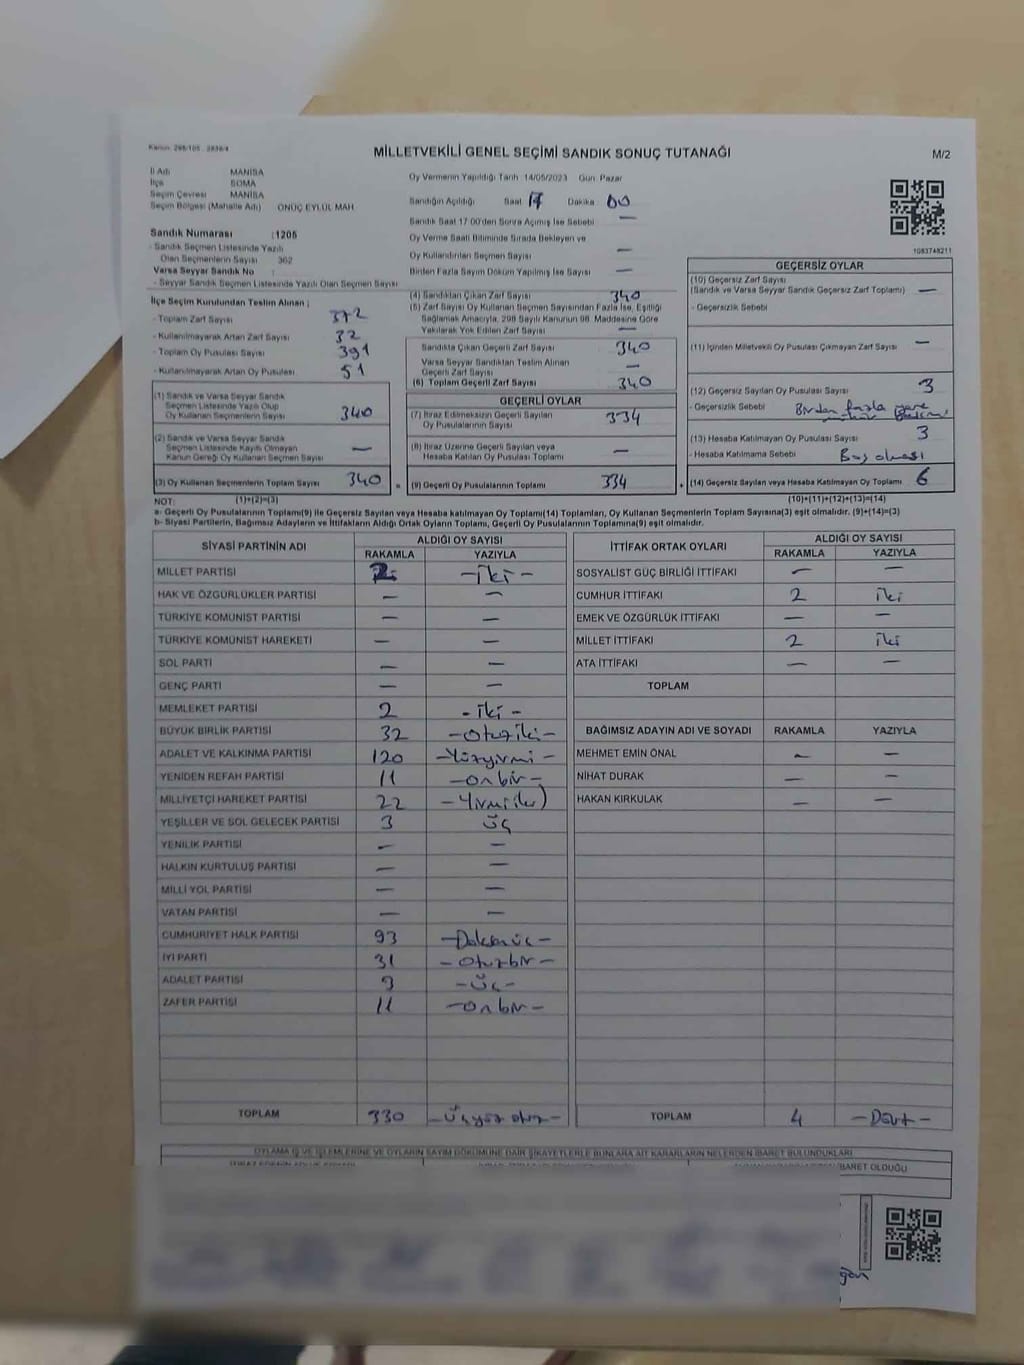 Kanun: 298/105 - 2839/4
MİLLETVEKİLİ GENEL SEÇİMİ SANDIK SONUÇ TUTANAĞI
M/2
İl Adı MANİSA
İlçe SOMA
Seçim Çevresi MANİSA
Seçim Bölgesi (Mahalle Adı) ONÜÇ EYLÜL MAH.
Sandık Numarası :1205
- Sandık Seçmen Listesinde Yazılı
Olan Seçmenlerin Sayısı 362
Varsa Seyyar Sandık No :
- Seyyar Sandık Seçmen Listesinde Yazılı Olan Seçmen Sayısı
Oy Vermenin Yapıldığı Tarih :14/05/2023 Gün: Pazar
Sandığın Açıldığı Saat 17 Dakika 00
Sandık Saat 17:00'den Sonra Açılmış İse Sebebi —
Oy Verme Saati Bitiminde Sırada Bekleyen ve
Oy Kullandırılan Seçmen Sayısı —
Birden Fazla Sayım Döküm Yapılmış İse Sayısı —
1083748211
İlçe Seçim Kurulundan Teslim Alınan ;
- Toplam Zarf Sayısı 372
- Kullanılmayarak Artan Zarf Sayısı 32
- Toplam Oy Pusulası Sayısı 391
- Kullanılmayarak Artan Oy Pusulası 51
(1) Sandık ve Varsa Seyyar Sandık
Seçmen Listesinde Yazılı Olup
Oy Kullanan Seçmenlerin Sayısı 340
(2) Sandık ve Varsa Seyyar Sandık
Seçmen Listesinde Kayıtlı Olmayan
Kanun Gereği Oy Kullanan Seçmen Sayısı —
(3) Oy Kullanan Seçmenlerin Toplam Sayısı 340
(4) Sandıktan Çıkan Zarf Sayısı 340
(5) Zarf Sayısı Oy Kullanan Seçmen Sayısından Fazla İse, Eşitliği
Sağlamak Amacıyla, 298 Sayılı Kanunun 98. Maddesine Göre
Yakılarak Yok Edilen Zarf Sayısı —
Sandıkta Çıkan Geçerli Zarf Sayısı 340
Varsa Seyyar Sandıktan Teslim Alınan
Geçerli Zarf Sayısı —
(6) Toplam Geçerli Zarf Sayısı 340
GEÇERLİ OYLAR
(7) İtiraz Edilmeksizin Geçerli Sayılan
Oy Pusulalarının Sayısı 334
(8) İtiraz Üzerine Geçerli Sayılan veya
Hesaba Katılan Oy Pusulası Toplamı —
= (9) Geçerli Oy Pusulalarının Toplamı 334
GEÇERSİZ OYLAR
(10) Geçersiz Zarf Sayısı
(Sandık ve Varsa Seyyar Sandık Geçersiz Zarf Toplamı) —
- Geçersizlik Sebebi
(11) İçinden Milletvekili Oy Pusulası Çıkmayan Zarf Sayısı —
(12) Geçersiz Sayılan Oy Pusulası Sayısı 3
- Geçersizlik Sebebi Birden fazla yere
(13) Hesaba Katılmayan Oy Pusulası Sayısı 3
- Hesaba Katılmama Sebebi Boş olması
+ (14) Geçersiz Sayılan veya Hesaba Katılmayan Oy Toplamı 6
NOT: (1)+(2)=(3) (10)+(11)+(12)+(13)=(14)
a- Geçerli Oy Pusulalarının Toplamı(9) ile Geçersiz Sayılan veya Hesaba katılmayan Oy Toplamı(14) Toplamları, Oy Kullanan Seçmenlerin Toplam Sayısına(3) eşit olmalıdır. (9)+(14)=(3)
b- Siyasi Partilerin, Bağımsız Adayların ve İttifakların Aldığı Ortak Oyların Toplamı, Geçerli Oy Pusulalarının Toplamına(9) eşit olmalıdır.
SİYASİ PARTİNİN ADI ALDIĞI OY SAYISI
RAKAMLA YAZIYLA
MİLLET PARTİSİ 2 -iki-
HAK VE ÖZGÜRLÜKLER PARTİSİ — —
TÜRKİYE KOMÜNİST PARTİSİ — —
TÜRKİYE KOMÜNİST HAREKETİ — —
SOL PARTİ — —
GENÇ PARTİ — —
MEMLEKET PARTİSİ 2 -iki-
BÜYÜK BİRLİK PARTİSİ 32 -Otuziki-
ADALET VE KALKINMA PARTİSİ 120 -Yüzyirmi-
YENİDEN REFAH PARTİSİ 11 -onbir-
MİLLİYETÇİ HAREKET PARTİSİ 22 -Yirmiiki)
YEŞİLLER VE SOL GELECEK PARTİSİ 3 üç
YENİLİK PARTİSİ — —
HALKIN KURTULUŞ PARTİSİ — —
MİLLİ YOL PARTİSİ — —
VATAN PARTİSİ — —
CUMHURİYET HALK PARTİSİ 93 -Doksanüç-
İYİ PARTİ 31 -otuzbir-
ADALET PARTİSİ 3 -Üç-
ZAFER PARTİSİ 11 -Onbir-
TOPLAM 330 -Üçyüz otuz-
İTTİFAK ORTAK OYLARI ALDIĞI OY SAYISI
RAKAMLA YAZIYLA
SOSYALİST GÜÇ BİRLİĞİ İTTİFAKI — —
CUMHUR İTTİFAKI 2 iki
EMEK VE ÖZGÜRLÜK İTTİFAKI — —
MİLLET İTTİFAKI 2 iki
ATA İTTİFAKI — —
TOPLAM
BAĞIMSIZ ADAYIN ADI VE SOYADI RAKAMLA YAZIYLA
MEHMET EMİN ÖNAL — —
NİHAT DURAK — —
HAKAN KIRKULAK — —
TOPLAM 4 -Dört-
OYLAMA İŞ VE İŞLEMLERİNE VE OYLARIN SAYIM DÖKÜMÜNE DAİR ŞİKAYETLERLE BUNLARA AİT KARARLARIN NELERDEN İBARET BULUNDUKLARI
İBARET OLDUĞU